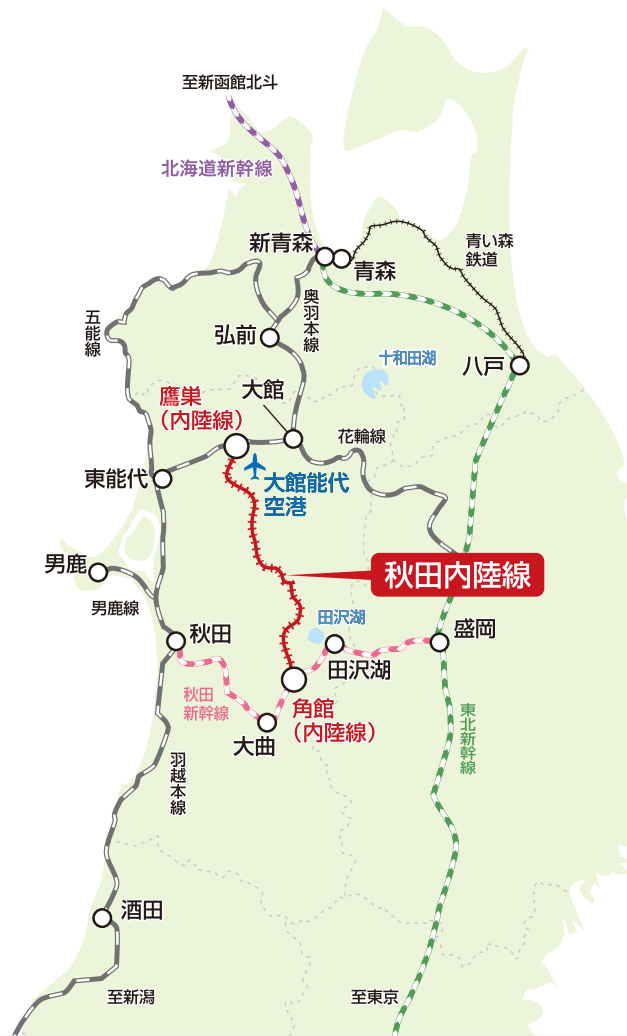 至新函館北斗
北海道新幹線
新青森
青森
青い森
鉄道
五能線
奥羽本線
弘前
十和田湖
八戸
鷹巣
(内陸線)
大館
花輪線
東能代
大館能代
空港
男鹿
秋田内陸線
男鹿線
秋田
田沢湖
盛岡
田沢湖
秋田
新幹線
角館
(内陸線)
大曲
東北新幹線
羽越本線
酒田
至新潟
至東京